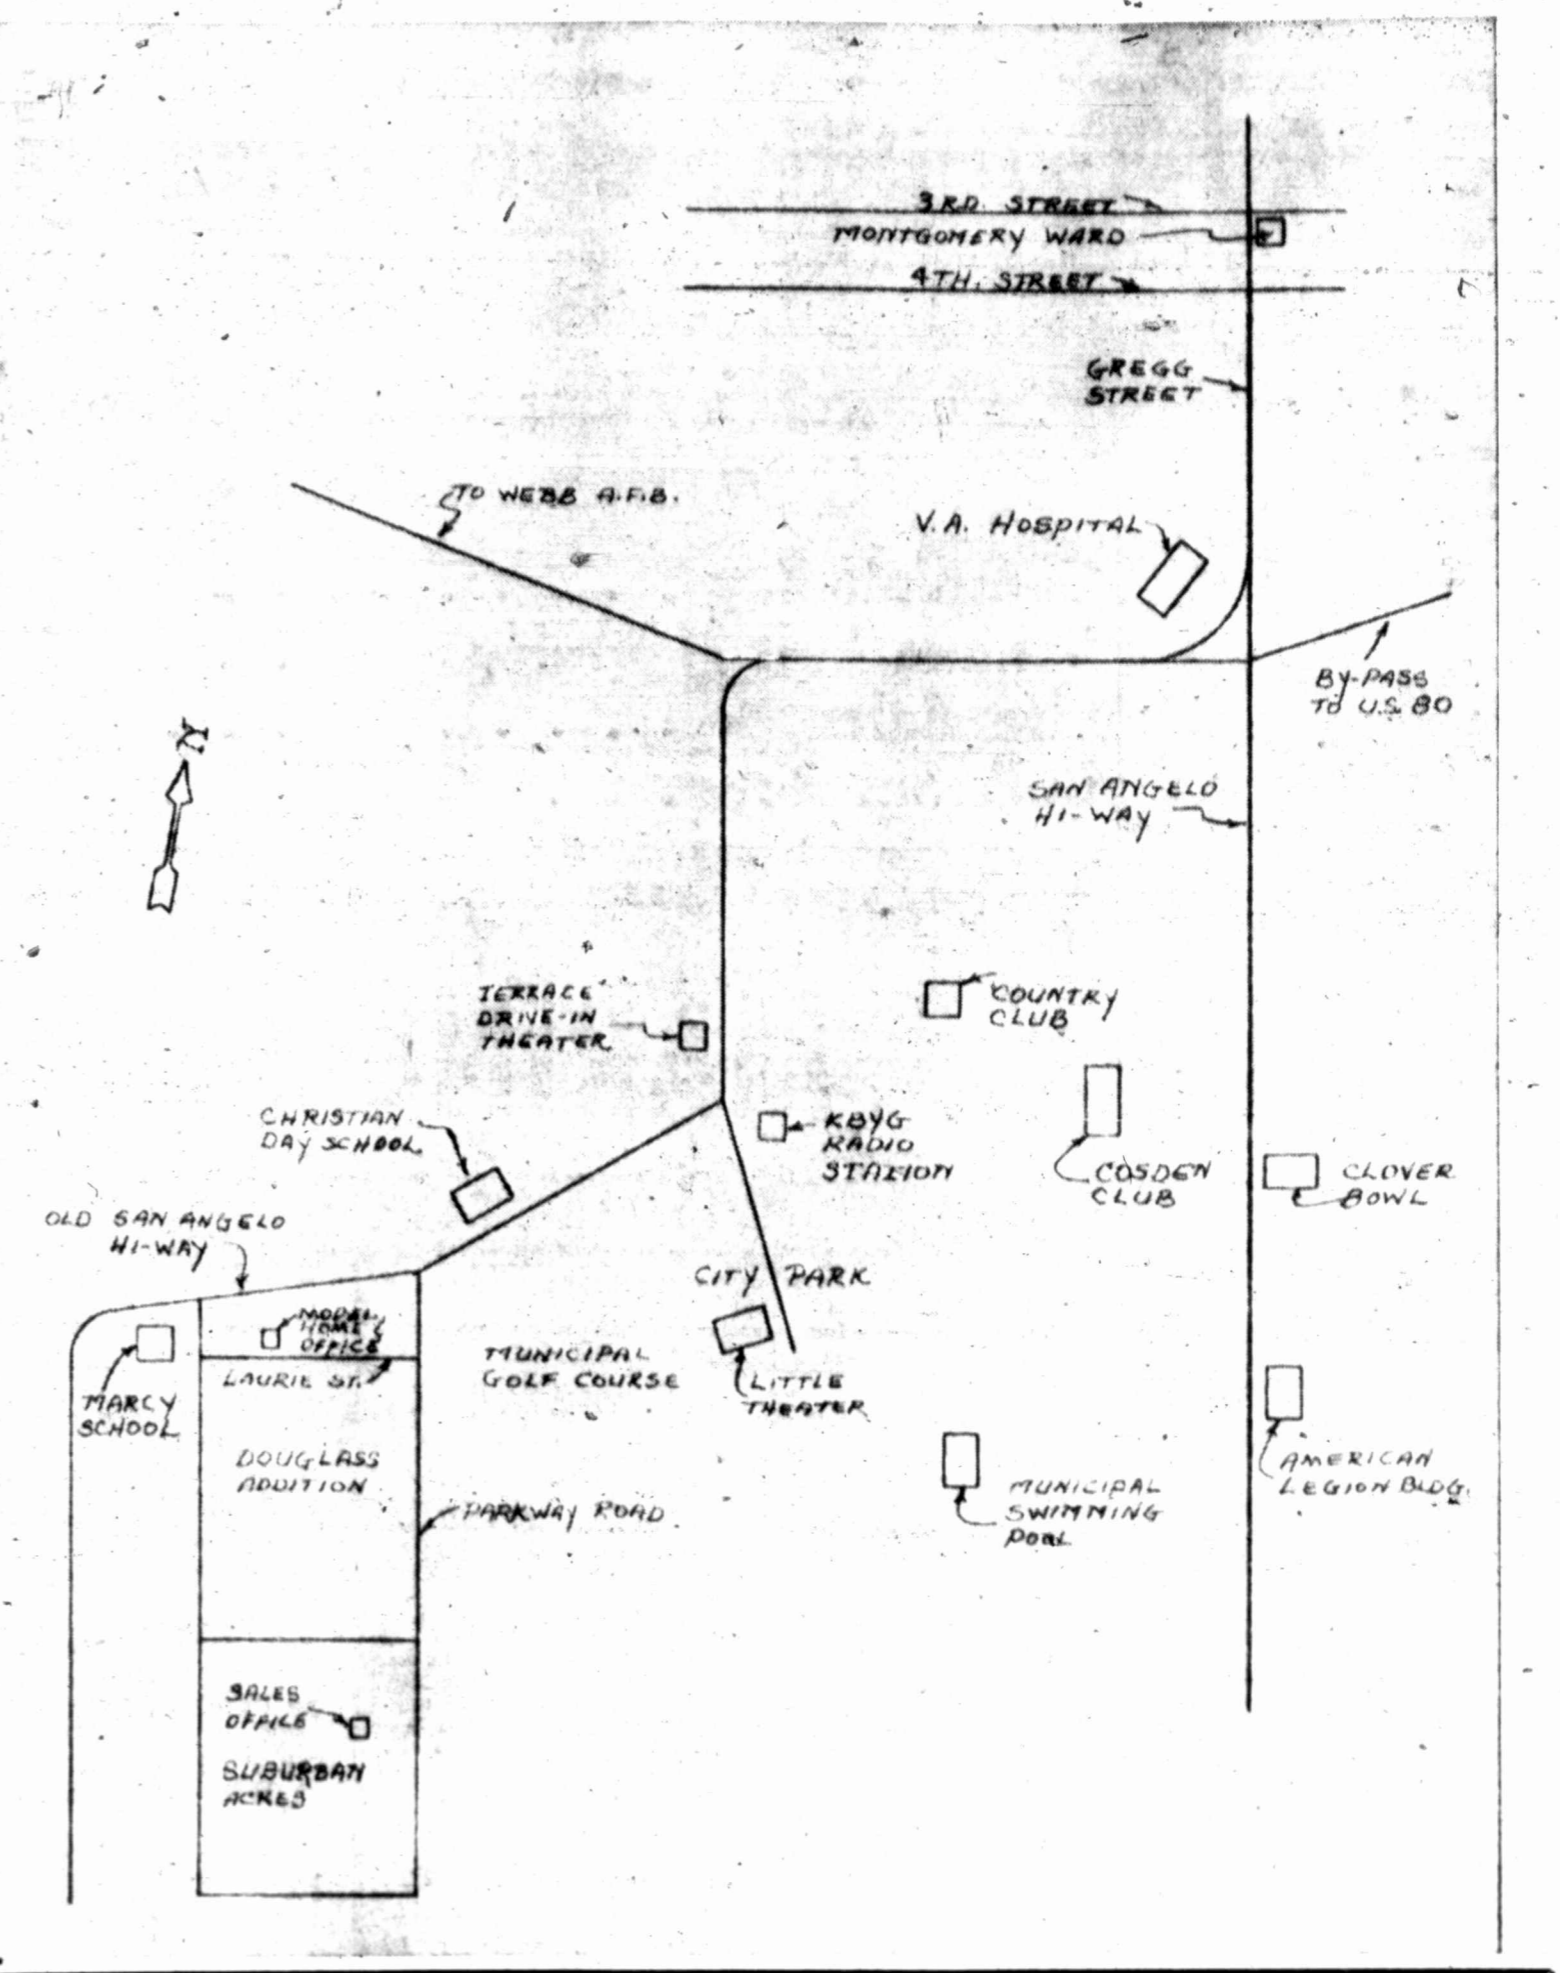 3RD. STREET
MONTGOMERY WARD
4TH. STREET
GREGG
STREET
TO WEBB A.F.B.
V.A. HOSPITAL
BY-PASS
TO U.S. 80
N
SAN ANGELO
HI-WAY
TERRACE
DRIVE-IN
THEATER
COUNTRY
CLUB
CHRISTIAN
DAY SCHOOL
KBYG
RADIO
STATION
COSDEN
CLUB
CLOVER
BOWL
OLD SAN ANGELO
HI-WAY
CITY PARK
MODEL
HOME &
OFFICE
LAURIE ST.
MARCY
SCHOOL
MUNICIPAL
GOLF COURSE
LITTLE
THEATER
DOUGLASS
ADDITION
PARKWAY ROAD
MUNICIPAL
SWIMMING
POOL
AMERICAN
LEGION BLDG.
SALES
OFFICE
SUBURBAN
ACRES